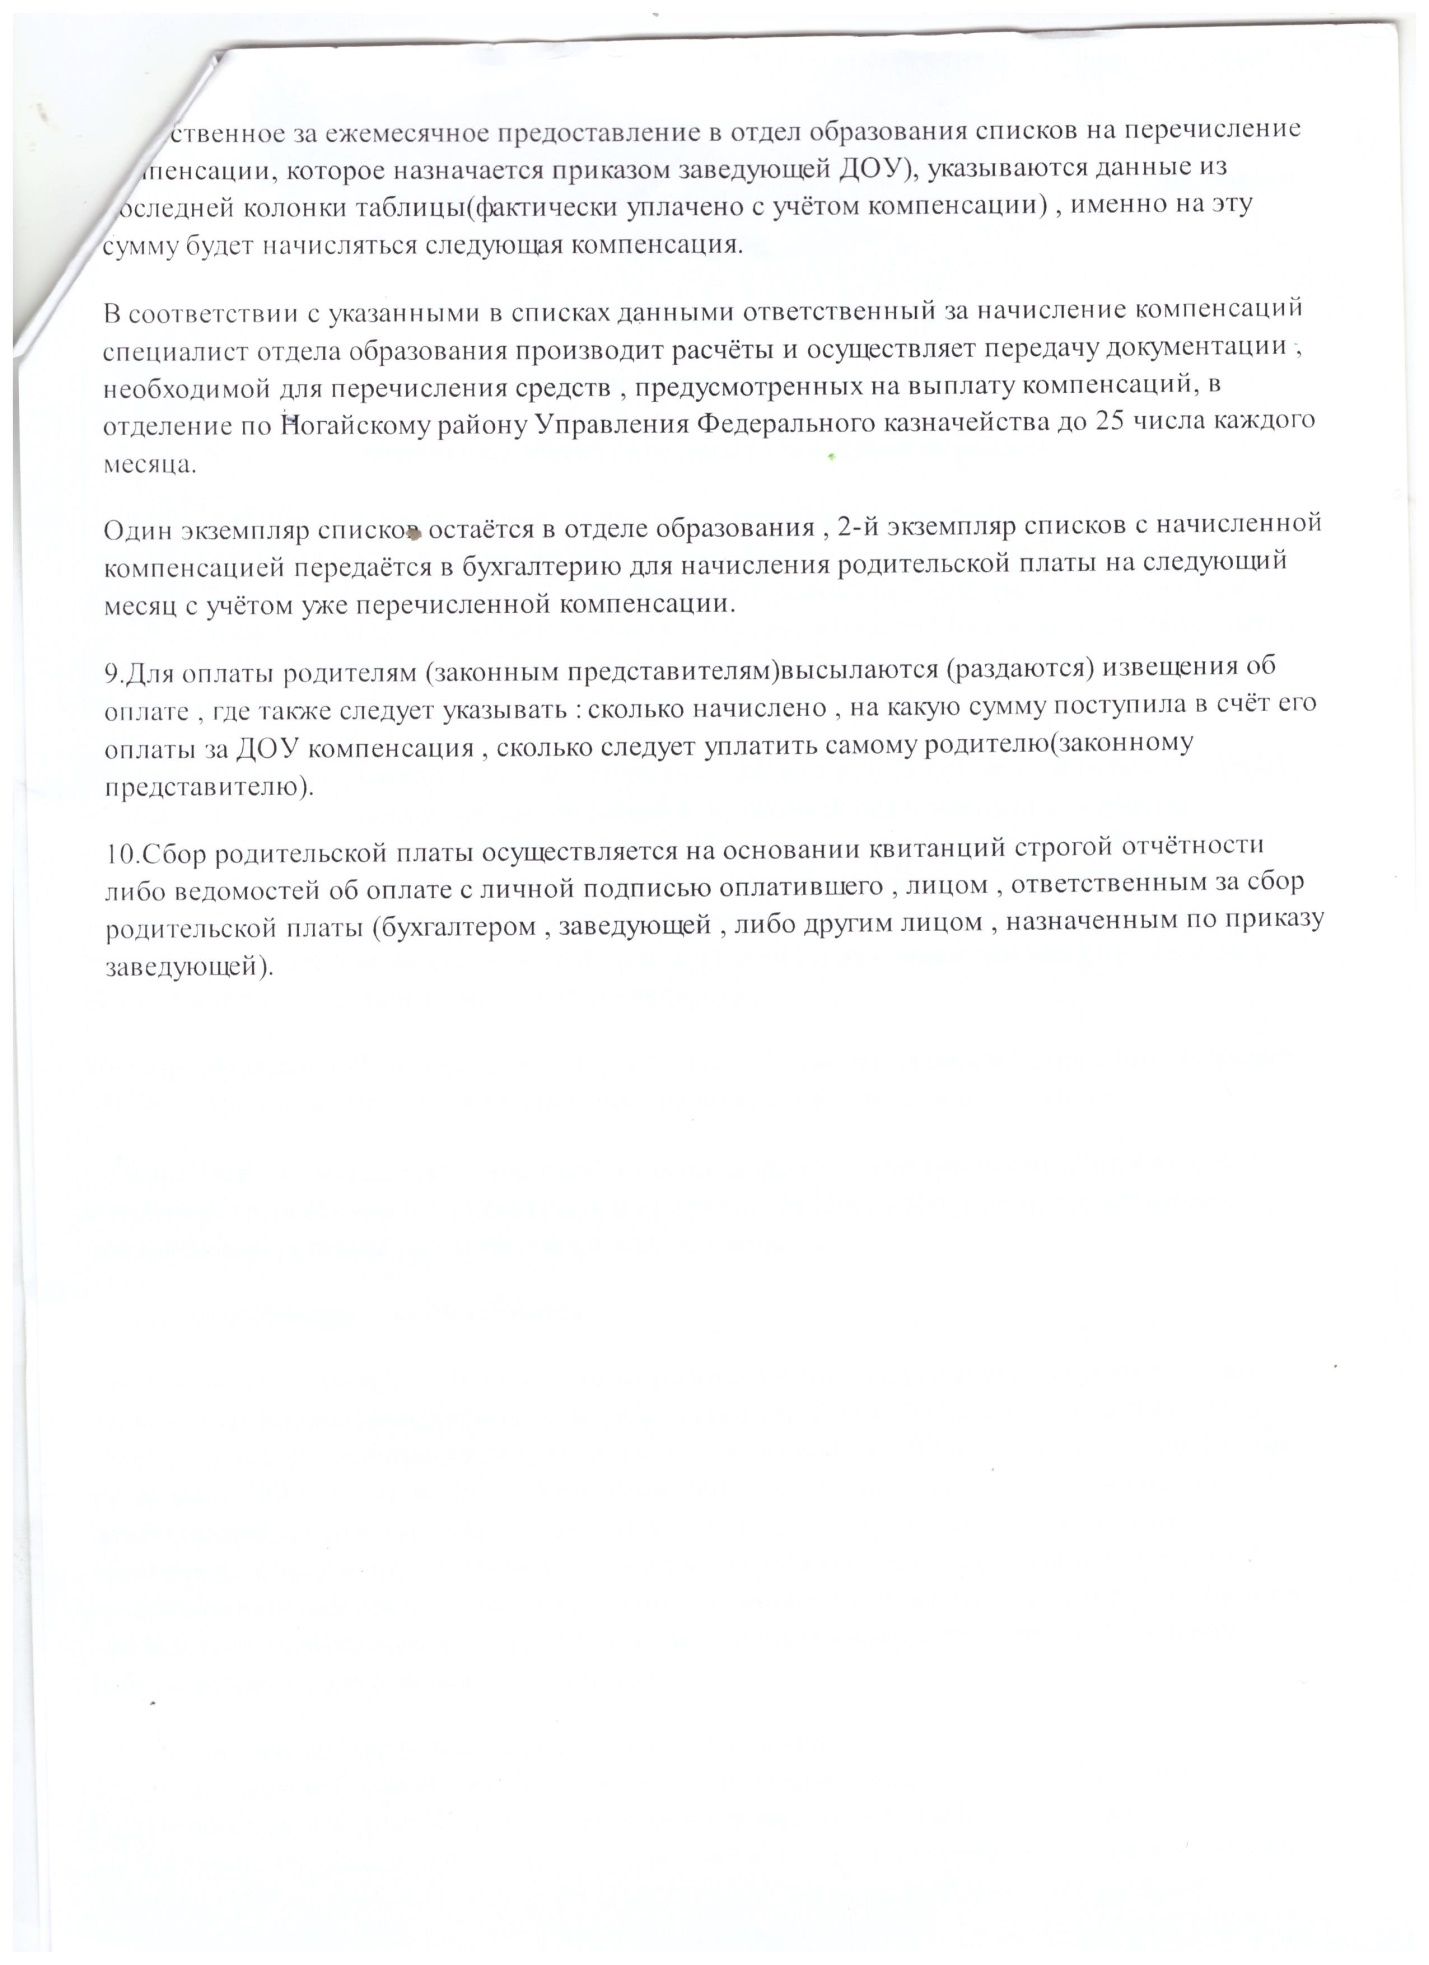 ственное за ежемесячное предоставление в отдел образования списков на перечисление
пенсации, которое назначается приказом заведующей ДОУ), указываются данные из
оследней колонки таблицы(фактически уплачено с учётом компенсации) , именно на эту
сумму будет начисляться следующая компенсация.
В соответствии с указанными в списках данными ответственный за начисление компенсаций
специалист отдела образования производит расчёты и осуществляет передачу документации ,
необходимой для перечисления средств , предусмотренных на выплату компенсаций, в
отделение по Ногайскому району Управления Федерального казначейства до 25 числа каждого
месяца.
Один экземпляр списков остаётся в отделе образования , 2-й экземпляр списков с начисленной
компенсацией передаётся в бухгалтерию для начисления родительской платы на следующий
месяц с учётом уже перечисленной компенсации.
9.Для оплаты родителям (законным представителям)высылаются (раздаются) извещения об
оплате , где также следует указывать : сколько начислено , на какую сумму поступила в счёт его
оплаты за ДОУ компенсация , сколько следует уплатить самому родителю(законному
представителю).
10.Сбор родительской платы осуществляется на основании квитанций строгой отчётности
либо ведомостей об оплате с личной подписью оплатившего , лицом , ответственным за сбор
родительской платы (бухгалтером , заведующей , либо другим лицом , назначенным по приказу
заведующей).